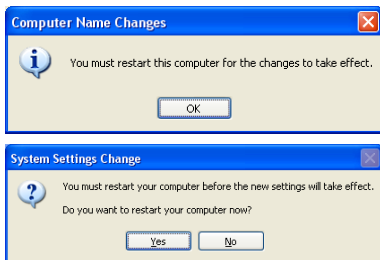 Computer Name Changes
You must restart this computer for the changes to take effect.
OK
System Settings Change
You must restart your computer before the new settings will take effect.
Do you want to restart your computer now?
Yes No